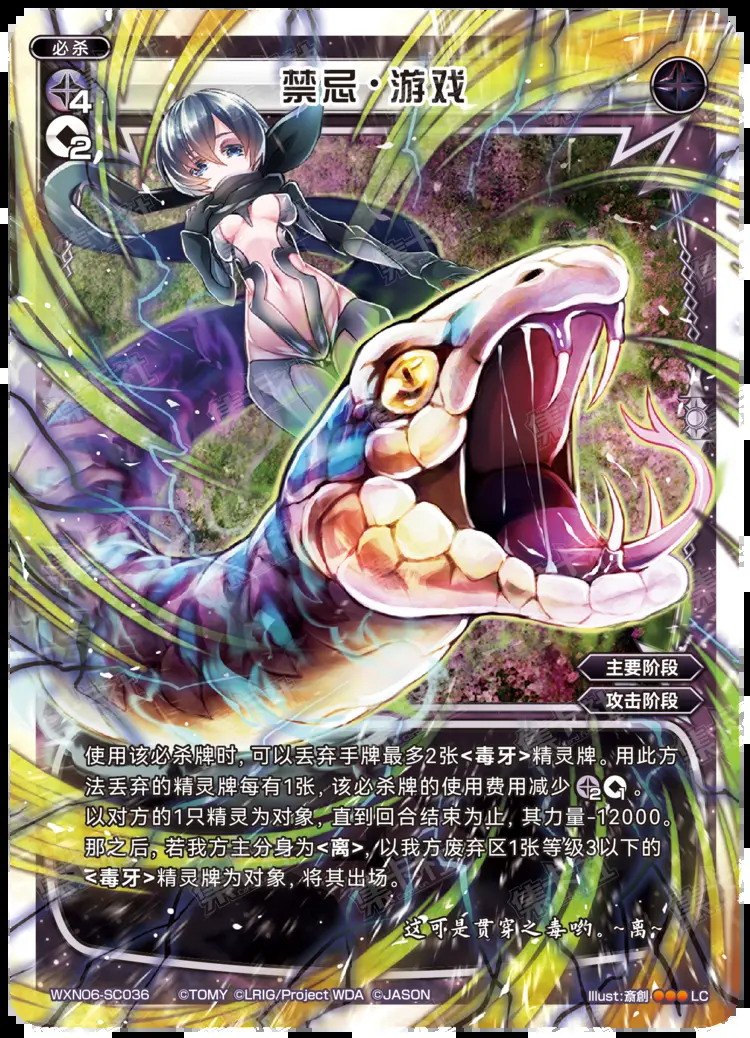 必杀
禁忌·游戏
4
2
主要阶段
攻击阶段
使用该必杀牌时，可以丢弃手牌最多2张<毒牙>精灵牌。用此方
法丢弃的精灵牌每有1张，该必杀牌的使用费用减少 2 1 。
以对方的1只精灵为对象，直到回合结束为止，其力量-12000。
那之后，若我方主分身为<离>，以我方废弃区1张等级3以下的
<毒牙>精灵牌为对象，将其出场。
这可是贯穿之毒哟。~离~
WXN06-SC036 ©TOMY ©LRIG/Project WDA ©JASON Illust:斎創 LC